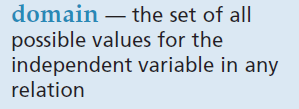 domain — the set of all
possible values for the
independent variable in any
relation